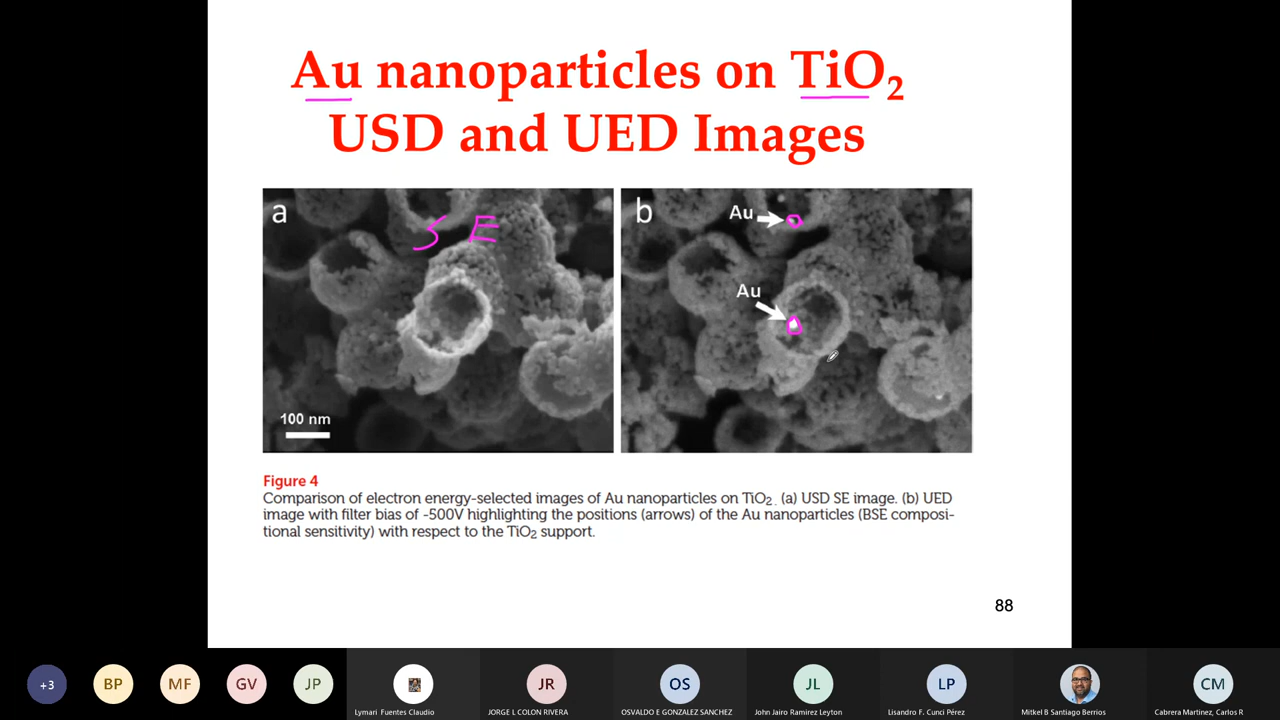 Au nanoparticles on TiO₂
USD and UED Images
a
S E
100 nm
b
Au
Au
Figure 4
Comparison of electron energy-selected images of Au nanoparticles on TiO₂. (a) USD SE image. (b) UED
image with filter bias of -500V highlighting the positions (arrows) of the Au nanoparticles (BSE composi-
tional sensitivity) with respect to the TiO₂ support.
88
+3
BP
MF
GV
JP
Lymari Fuentes Claudio
JR
JORGE L COLON RIVERA
OS
OSVALDO E GONZALEZ SANCHEZ
JL
John Jairo Ramirez Leyton
LP
Lisandro F. Cunci Pérez
Mitkel B Santiago Berrios
CM
Cabrera Martinez, Carlos R